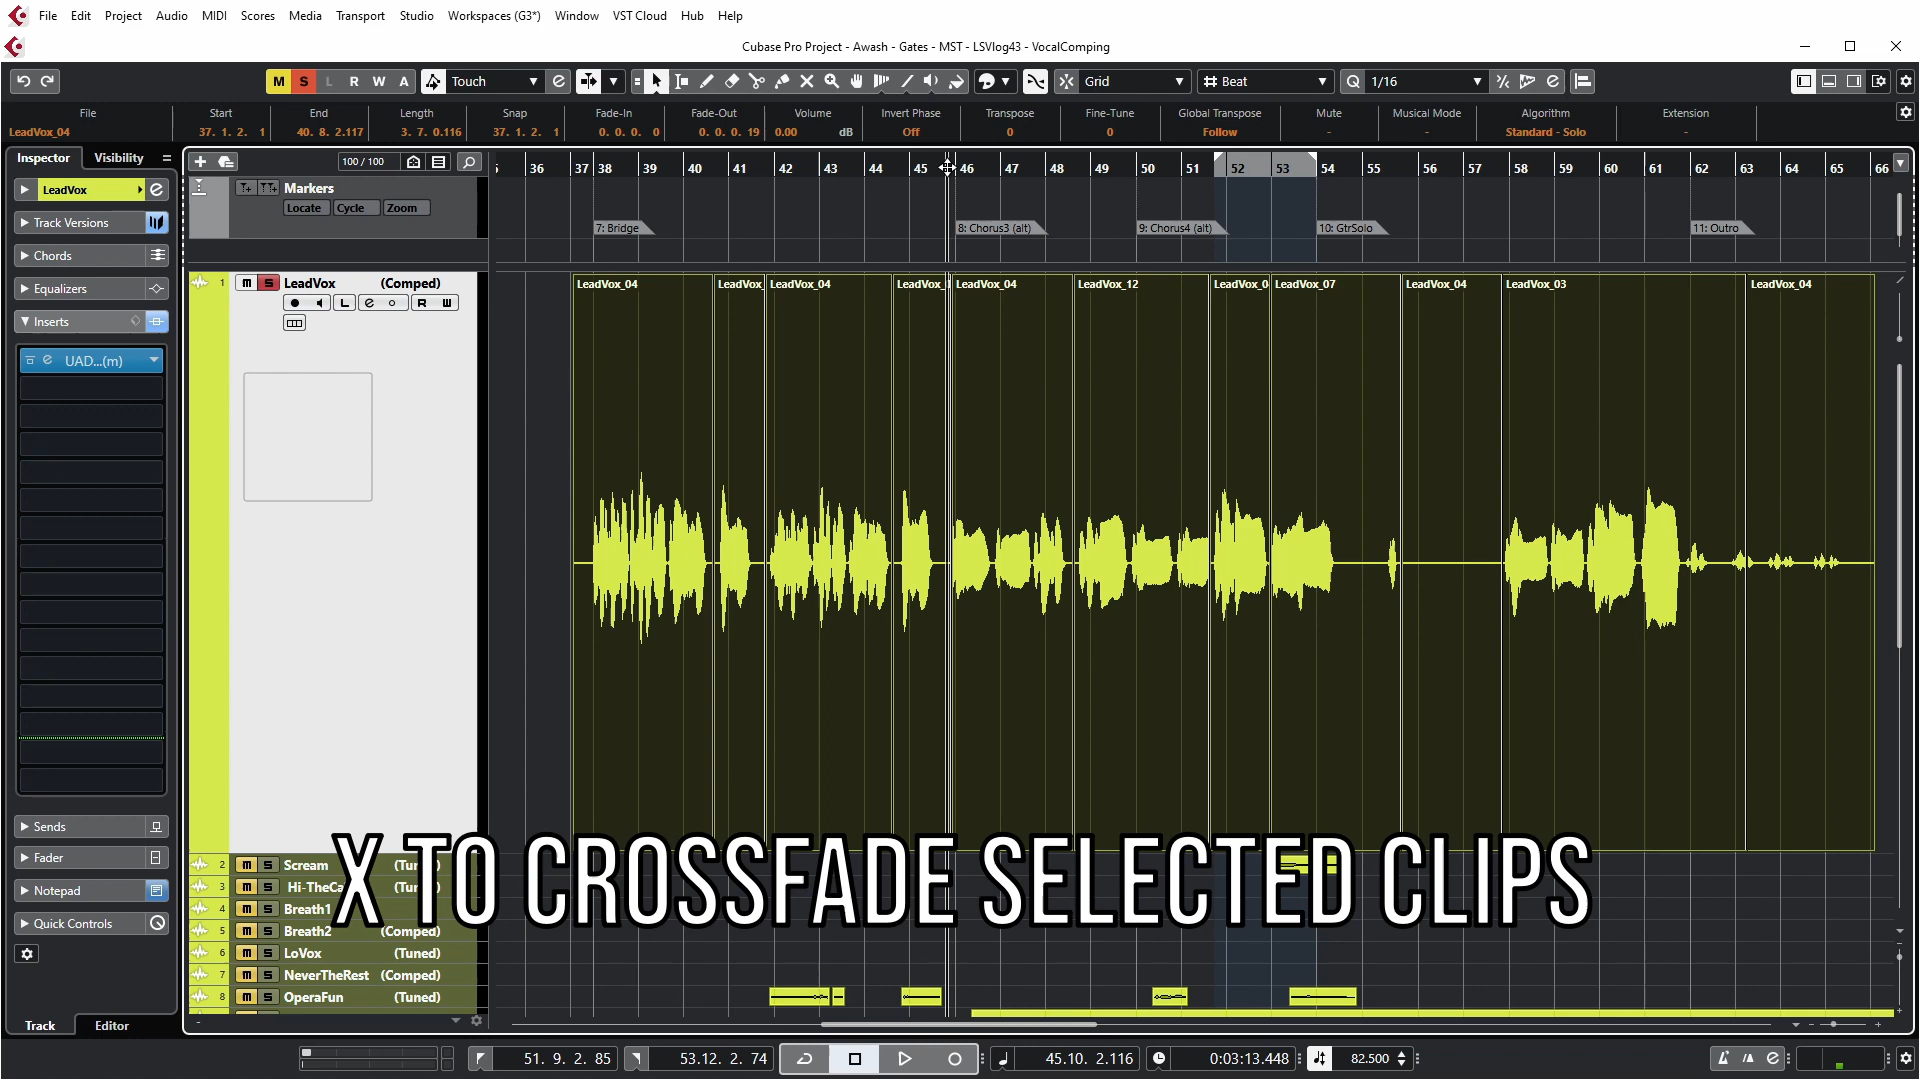 File Edit Project Audio MIDI Scores Media Transport Studio Workspaces (G3*) Window VST Cloud Hub Help
Cubase Pro Project - Awash - Gates - MST - LSVlog43 - VocalComping
M S L R W A Touch Grid Beat 1/16
File Start End Length Snap Fade-In Fade-Out Volume Invert Phase Transpose Fine-Tune Global Transpose Mute Musical Mode Algorithm Extension
LeadVox_04 37. 1. 2. 1 40. 8. 2.117 3. 7. 0.116 37. 1. 2. 1 0. 0. 0. 0 0. 0. 0. 19 0.00 dB Off 0 0 Follow - - Standard - Solo -
Inspector Visibility
100 / 100
36 37 38 39 40 41 42 43 44 45 46 47 48 49 50 51 52 53 54 55 56 57 58 59 60 61 62 63 64 65 66
LeadVox
Markers
Locate Cycle Zoom
Track Versions
7: Bridge 8: Chorus3 (alt) 9: Chorus4 (alt) 10: GtrSolo 11: Outro
Chords
Equalizers
Inserts
UAD...(m)
1 m S LeadVox (Comped)
L e R W
LeadVox_04 LeadVox_ LeadVox_04 LeadVox_ LeadVox_04 LeadVox_12 LeadVox_0 LeadVox_07 LeadVox_04 LeadVox_03 LeadVox_04
X TO CROSSFADE SELECTED CLIPS
Sends
Fader
Notepad
Quick Controls
2 m S Scream (Tun
3 m S Hi-TheCa (Tun
4 m S Breath1
5 m S Breath2 (Comped)
6 m S LoVox (Tuned)
7 m S NeverTheRest (Comped)
8 m S OperaFun (Tuned)
Track Editor
51. 9. 2. 85 53.12. 2. 74 45.10. 2.116 0:03:13.448 82.500